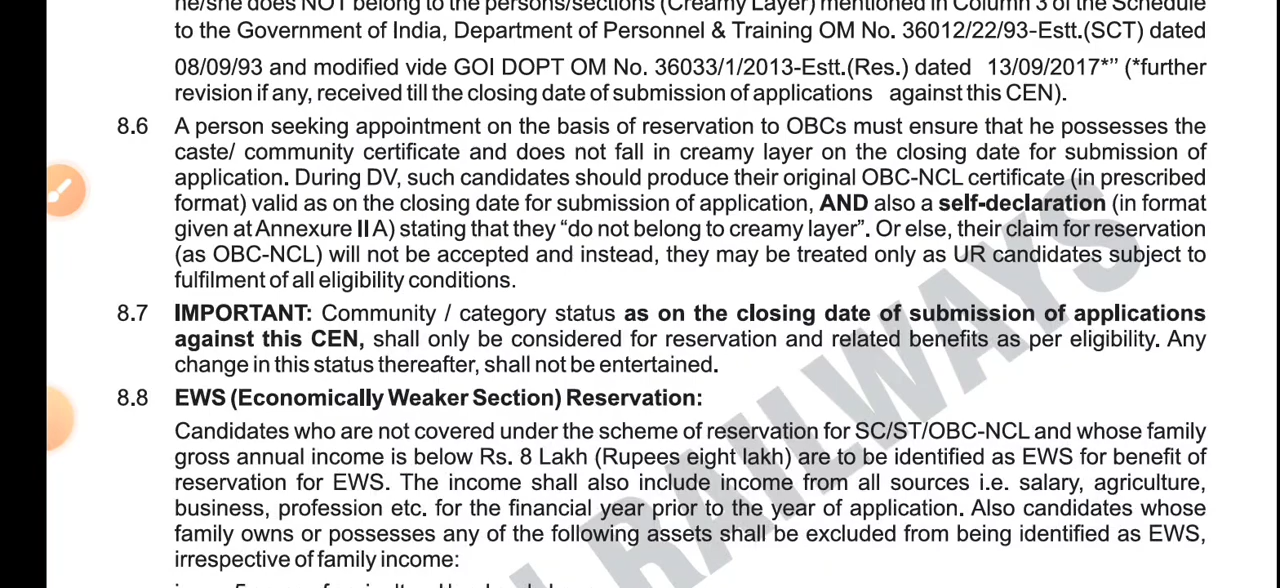 he/she does NOT belong to the persons/sections (Creamy Layer) mentioned in Column 3 of the Schedule
to the Government of India, Department of Personnel & Training OM No. 36012/22/93-Estt.(SCT) dated
08/09/93 and modified vide GOI DOPT OM No. 36033/1/2013-Estt.(Res.) dated 13/09/2017*” (*further
revision if any, received till the closing date of submission of applications against this CEN).
8.6 A person seeking appointment on the basis of reservation to OBCs must ensure that he possesses the
caste/ community certificate and does not fall in creamy layer on the closing date for submission of
application. During DV, such candidates should produce their original OBC-NCL certificate (in prescribed
format) valid as on the closing date for submission of application, AND also a self-declaration (in format
given at Annexure II A) stating that they “do not belong to creamy layer”. Or else, their claim for reservation
(as OBC-NCL) will not be accepted and instead, they may be treated only as UR candidates subject to
fulfilment of all eligibility conditions.
8.7 IMPORTANT: Community / category status as on the closing date of submission of applications
against this CEN, shall only be considered for reservation and related benefits as per eligibility. Any
change in this status thereafter, shall not be entertained.
8.8 EWS (Economically Weaker Section) Reservation:
Candidates who are not covered under the scheme of reservation for SC/ST/OBC-NCL and whose family
gross annual income is below Rs. 8 Lakh (Rupees eight lakh) are to be identified as EWS for benefit of
reservation for EWS. The income shall also include income from all sources i.e. salary, agriculture,
business, profession etc. for the financial year prior to the year of application. Also candidates whose
family owns or possesses any of the following assets shall be excluded from being identified as EWS,
irrespective of family income:
RAILWAYS